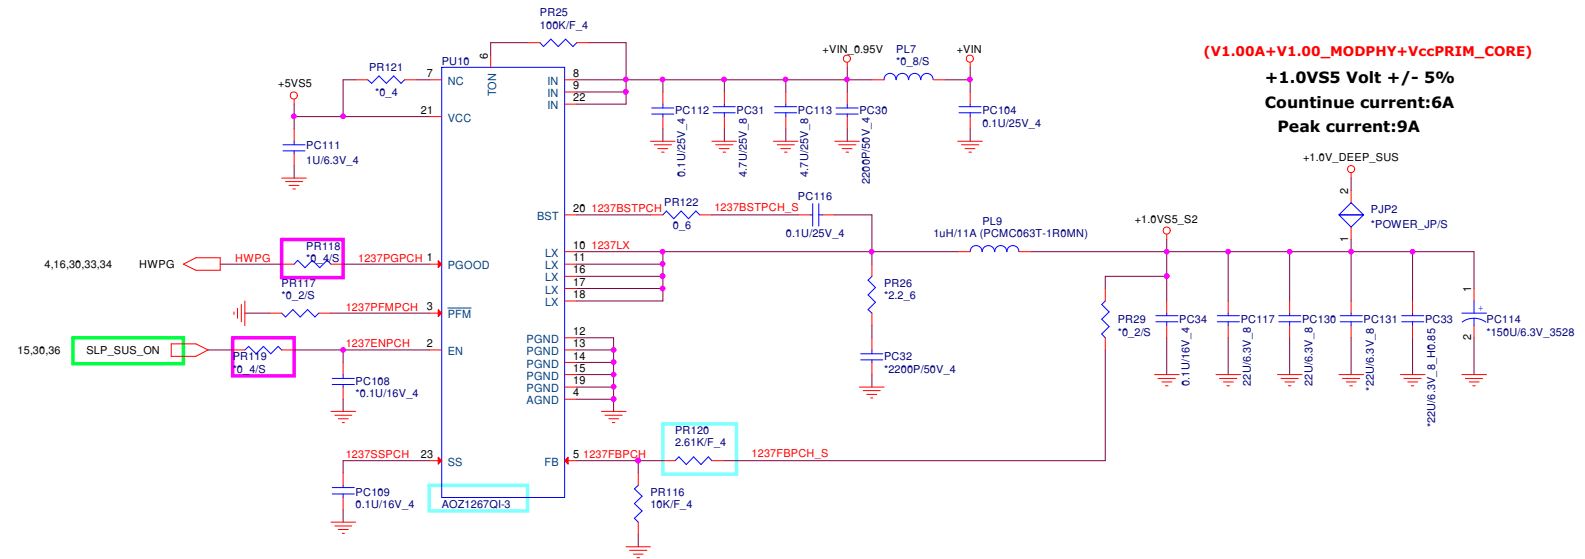 PR25
100K/F_4
PU10
6
TON
PR121
*0_4
7
NC
+5VS5
21
VCC
PC111
1U/6.3V_4
8
9
22
IN
IN
IN
+VIN_0.95V
PL7
*0_8/S
+VIN
PC112
0.1U/25V_4
PC31
4.7U/25V_8
PC113
4.7U/25V_8
PC30
2200P/50V_4
PC104
0.1U/25V_4
(V1.00A+V1.00_MODPHY+VccPRIM_CORE)
+1.0VS5 Volt +/- 5%
Countinue current:6A
Peak current:9A
+1.0V_DEEP_SUS
2
PJP2
*POWER_JP/S
1
BST
20
1237BSTPCH
PR122
0_6
1237BSTPCH_S
PC116
0.1U/25V_4
LX
LX
LX
LX
LX
10
11
16
17
18
1237LX
PL9
1uH/11A (PCMC063T-1R0MN)
+1.0VS5_S2
PR26
*2.2_6
PC32
*2200P/50V_4
4,16,30,33,34
HWPG
HWPG
PR118
*0_4/S
1237PGPCH
1
PGOOD
PR117
*0_2/S
1237PFMPCH
3
PFM
15,30,36
SLP_SUS_ON
PR119
*0_4/S
1237ENPCH
2
EN
PC108
*0.1U/16V_4
PGND
PGND
PGND
PGND
PGND
AGND
12
13
14
15
19
4
PR29
*0_2/S
PC34
0.1U/16V_4
PC117
22U/6.3V_8
PC130
22U/6.3V_8
PC131
*22U/6.3V_8
PC33
*22U/6.3V_8_H0.85
1
+
PC114
*150U/6.3V_3528
2
1237SSPCH
23
SS
PC109
0.1U/16V_4
FB
5
1237FBPCH
PR120
2.61K/F_4
1237FBPCH_S
PR116
10K/F_4
AOZ1267QI-3